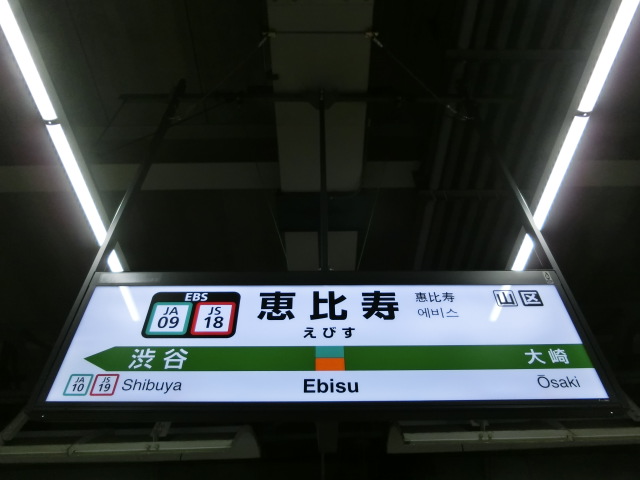 EBS
JA 09 JS 18
恵比寿
えびす
恵比寿
에비스
山 区
渋谷
大崎
JA 10 JS 19 Shibuya
Ebisu
Ōsaki